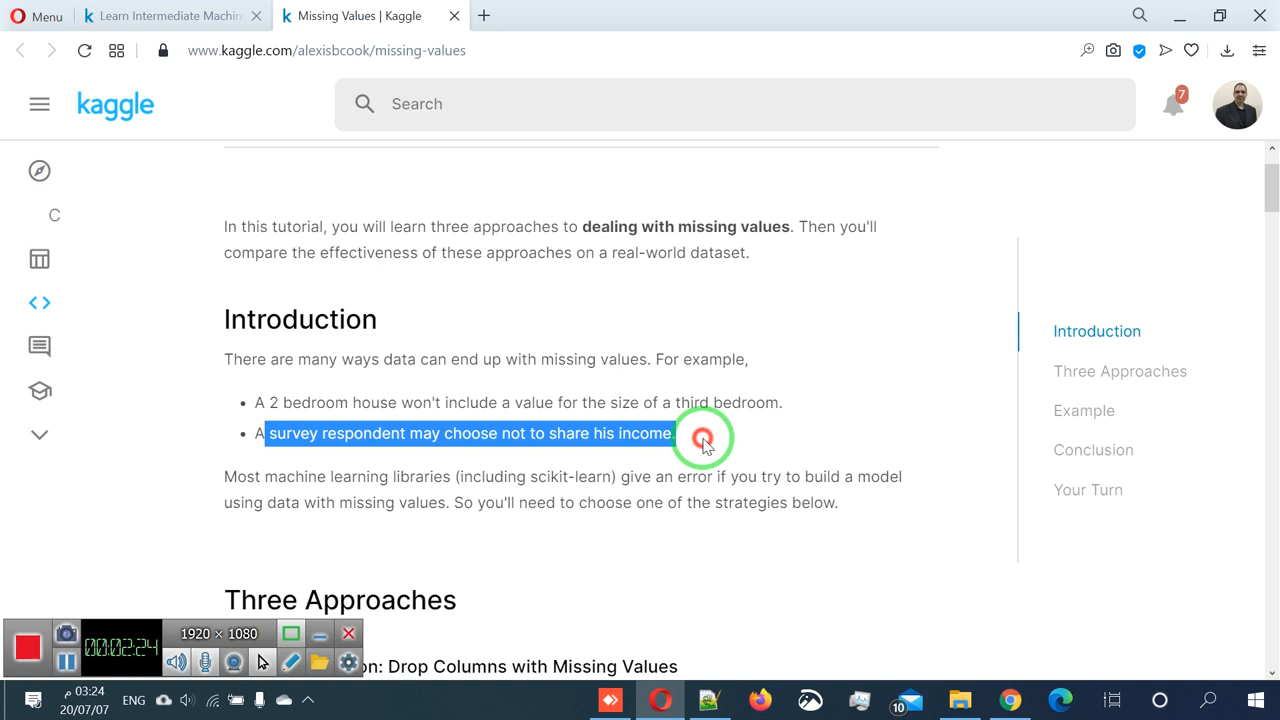 Menu
Learn Intermediate Machin
Missing Values | Kaggle
www.kaggle.com/alexisbcook/missing-values
kaggle
Search
7
C
In this tutorial, you will learn three approaches to dealing with missing values. Then you'll
compare the effectiveness of these approaches on a real-world dataset.
Introduction
There are many ways data can end up with missing values. For example,
• A 2 bedroom house won't include a value for the size of a third bedroom.
• A survey respondent may choose not to share his income.
Most machine learning libraries (including scikit-learn) give an error if you try to build a model
using data with missing values. So you'll need to choose one of the strategies below.
Introduction
Three Approaches
Example
Conclusion
Your Turn
Three Approaches
on: Drop Columns with Missing Values
00:02:24
1920 × 1080
03:24 م
20/07/07
ENG
10